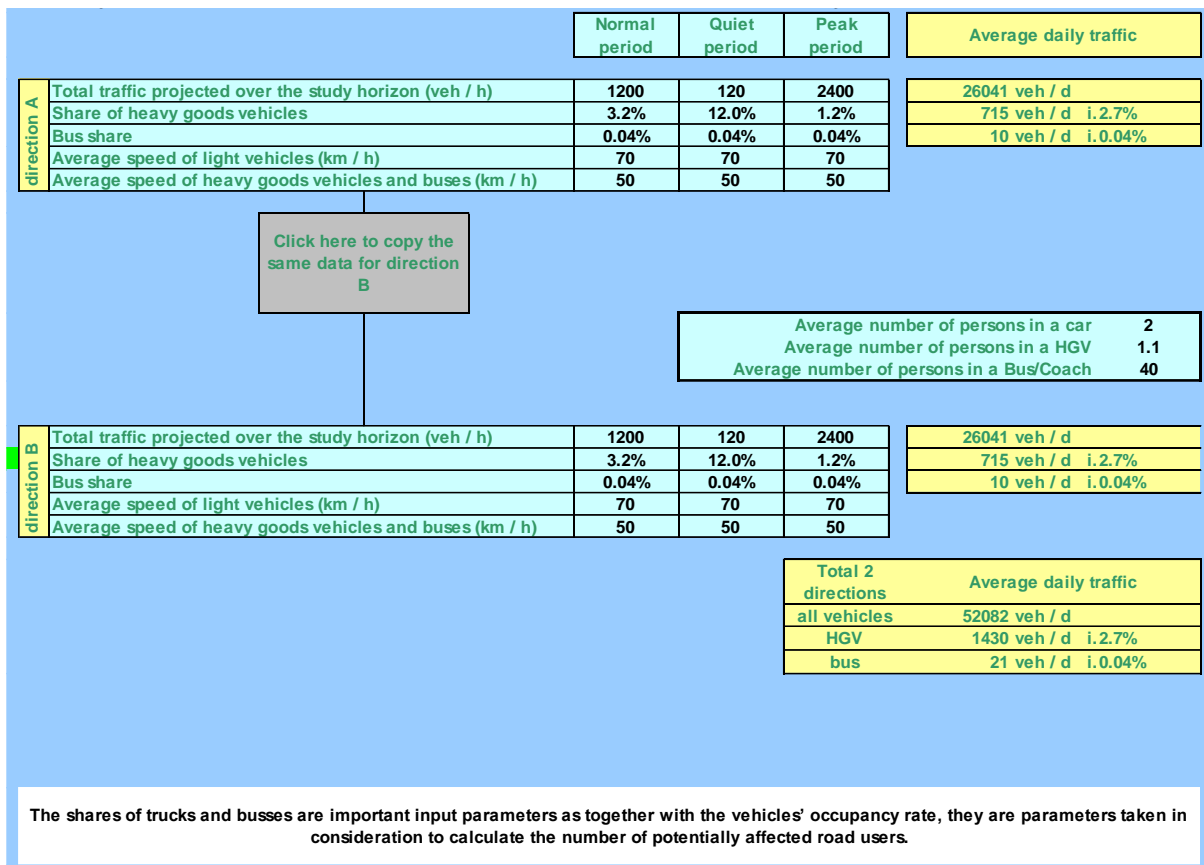 Normal period Quiet period Peak period Average daily traffic
direction A
Total traffic projected over the study horizon (veh / h) 1200 120 2400 26041 veh / d
Share of heavy goods vehicles 3.2% 12.0% 1.2% 715 veh / d i.2.7%
Bus share 0.04% 0.04% 0.04% 10 veh / d i.0.04%
Average speed of light vehicles (km / h) 70 70 70
Average speed of heavy goods vehicles and buses (km / h) 50 50 50
Click here to copy the
same data for direction
B
Average number of persons in a car 2
Average number of persons in a HGV 1.1
Average number of persons in a Bus/Coach 40
direction B
Total traffic projected over the study horizon (veh / h) 1200 120 2400 26041 veh / d
Share of heavy goods vehicles 3.2% 12.0% 1.2% 715 veh / d i.2.7%
Bus share 0.04% 0.04% 0.04% 10 veh / d i.0.04%
Average speed of light vehicles (km / h) 70 70 70
Average speed of heavy goods vehicles and buses (km / h) 50 50 50
Total 2 directions Average daily traffic
all vehicles 52082 veh / d
HGV 1430 veh / d i.2.7%
bus 21 veh / d i.0.04%
The shares of trucks and busses are important input parameters as together with the vehicles' occupancy rate, they are parameters taken in
consideration to calculate the number of potentially affected road users.